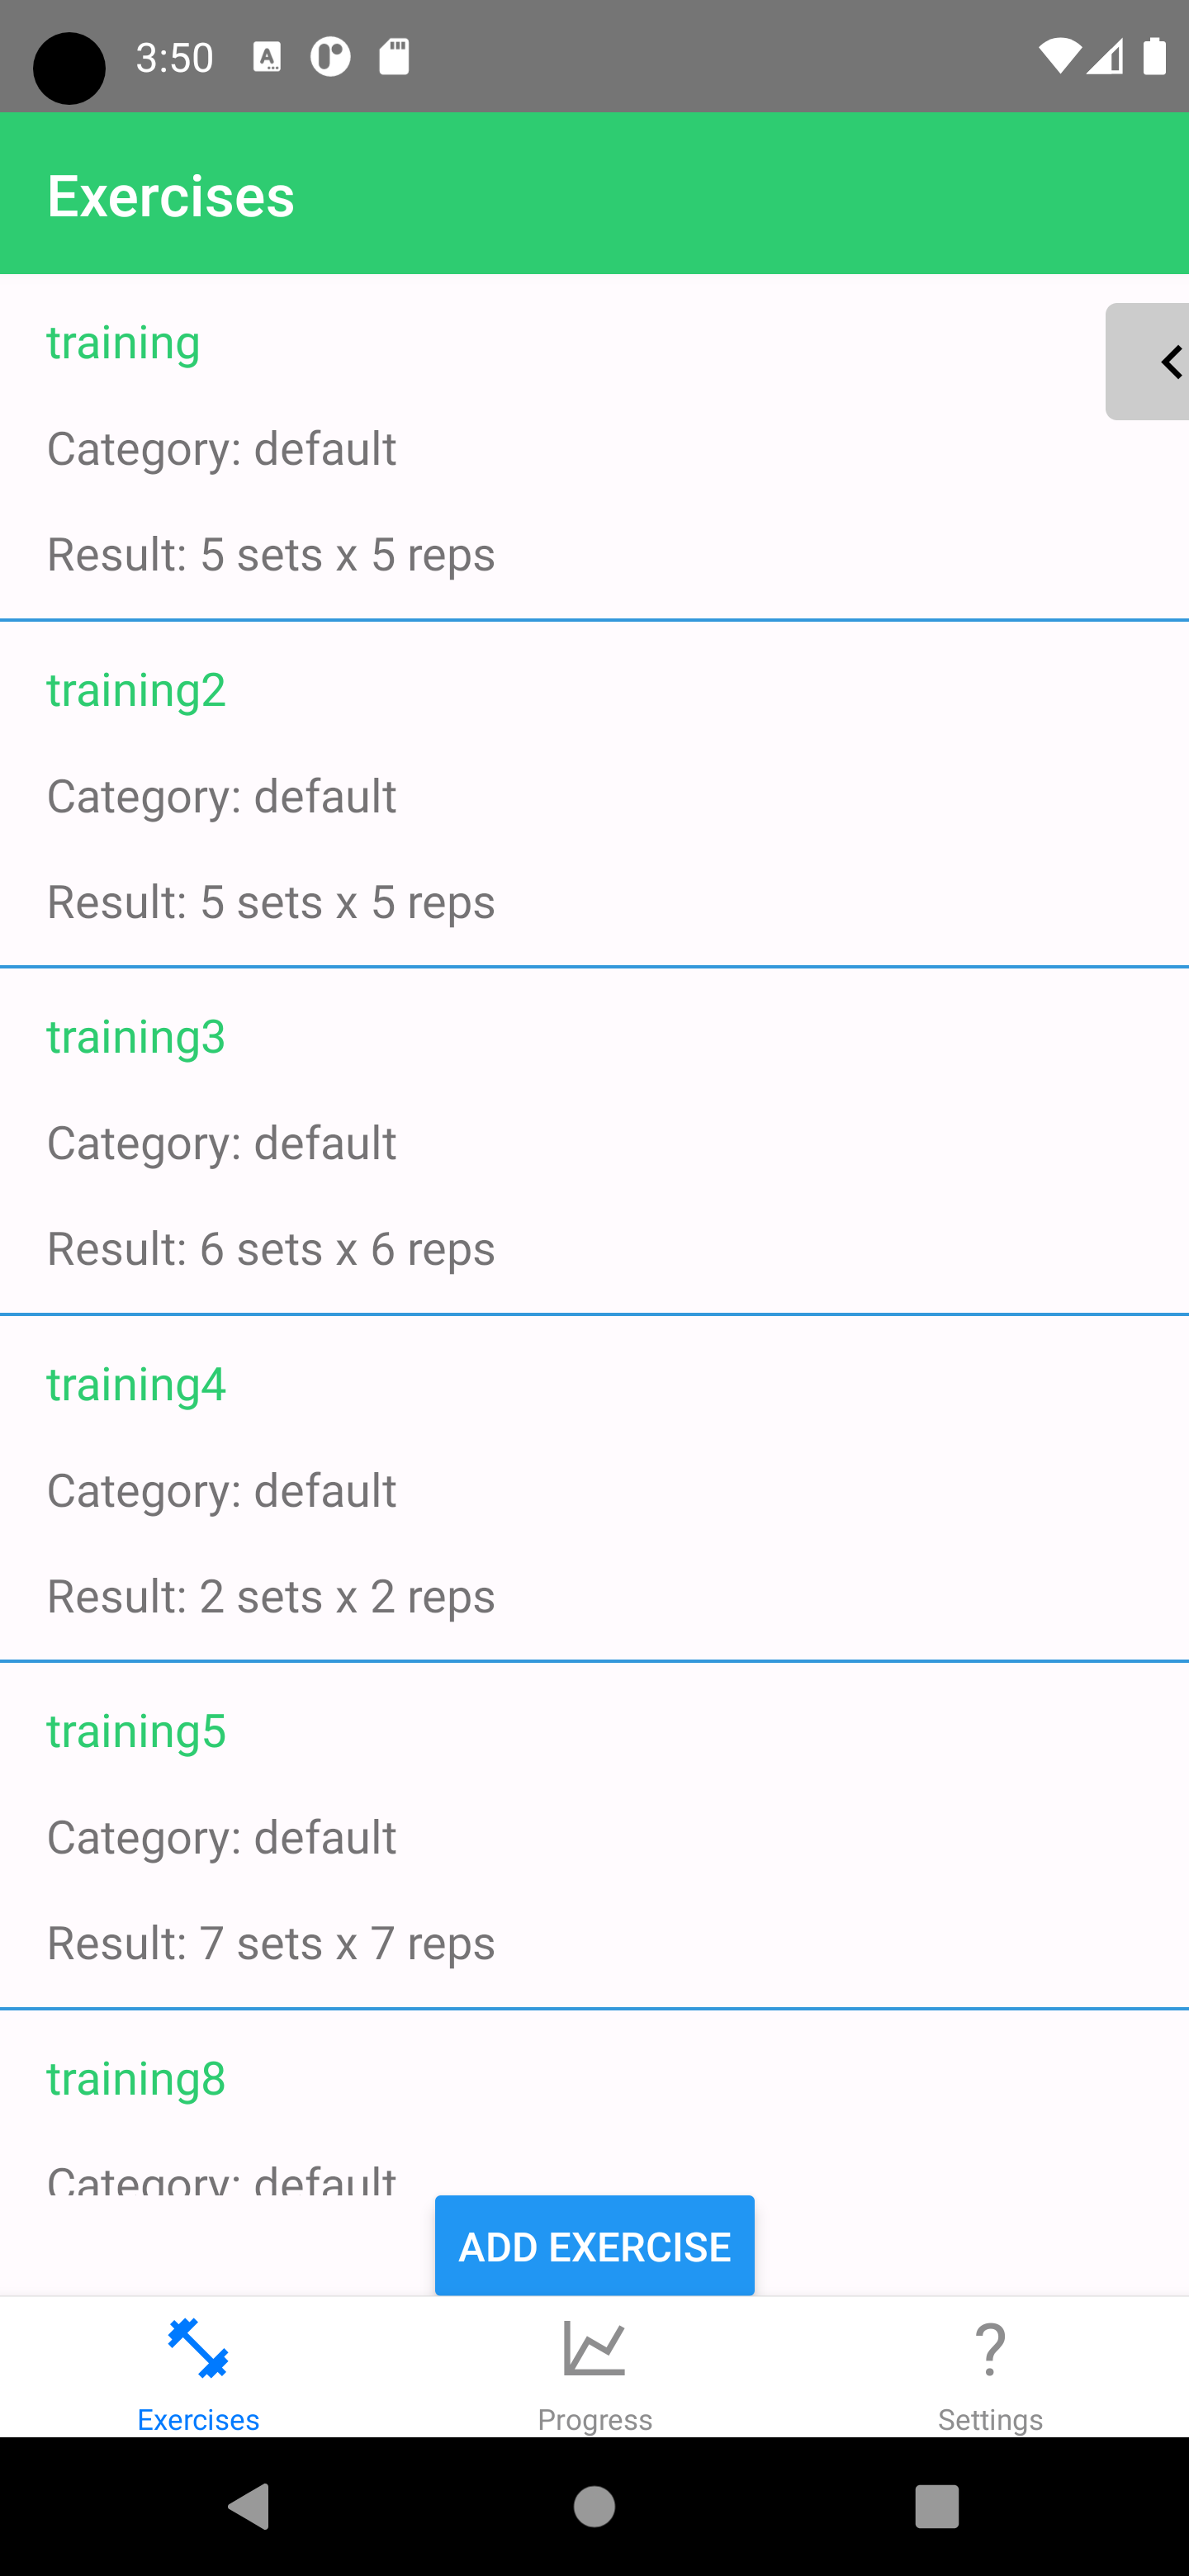 3:50
Exercises
training
Category: default
Result: 5 sets x 5 reps
training2
Category: default
Result: 5 sets x 5 reps
training3
Category: default
Result: 6 sets x 6 reps
training4
Category: default
Result: 2 sets x 2 reps
training5
Category: default
Result: 7 sets x 7 reps
training8
Category: default
ADD EXERCISE
Exercises
Progress
Settings